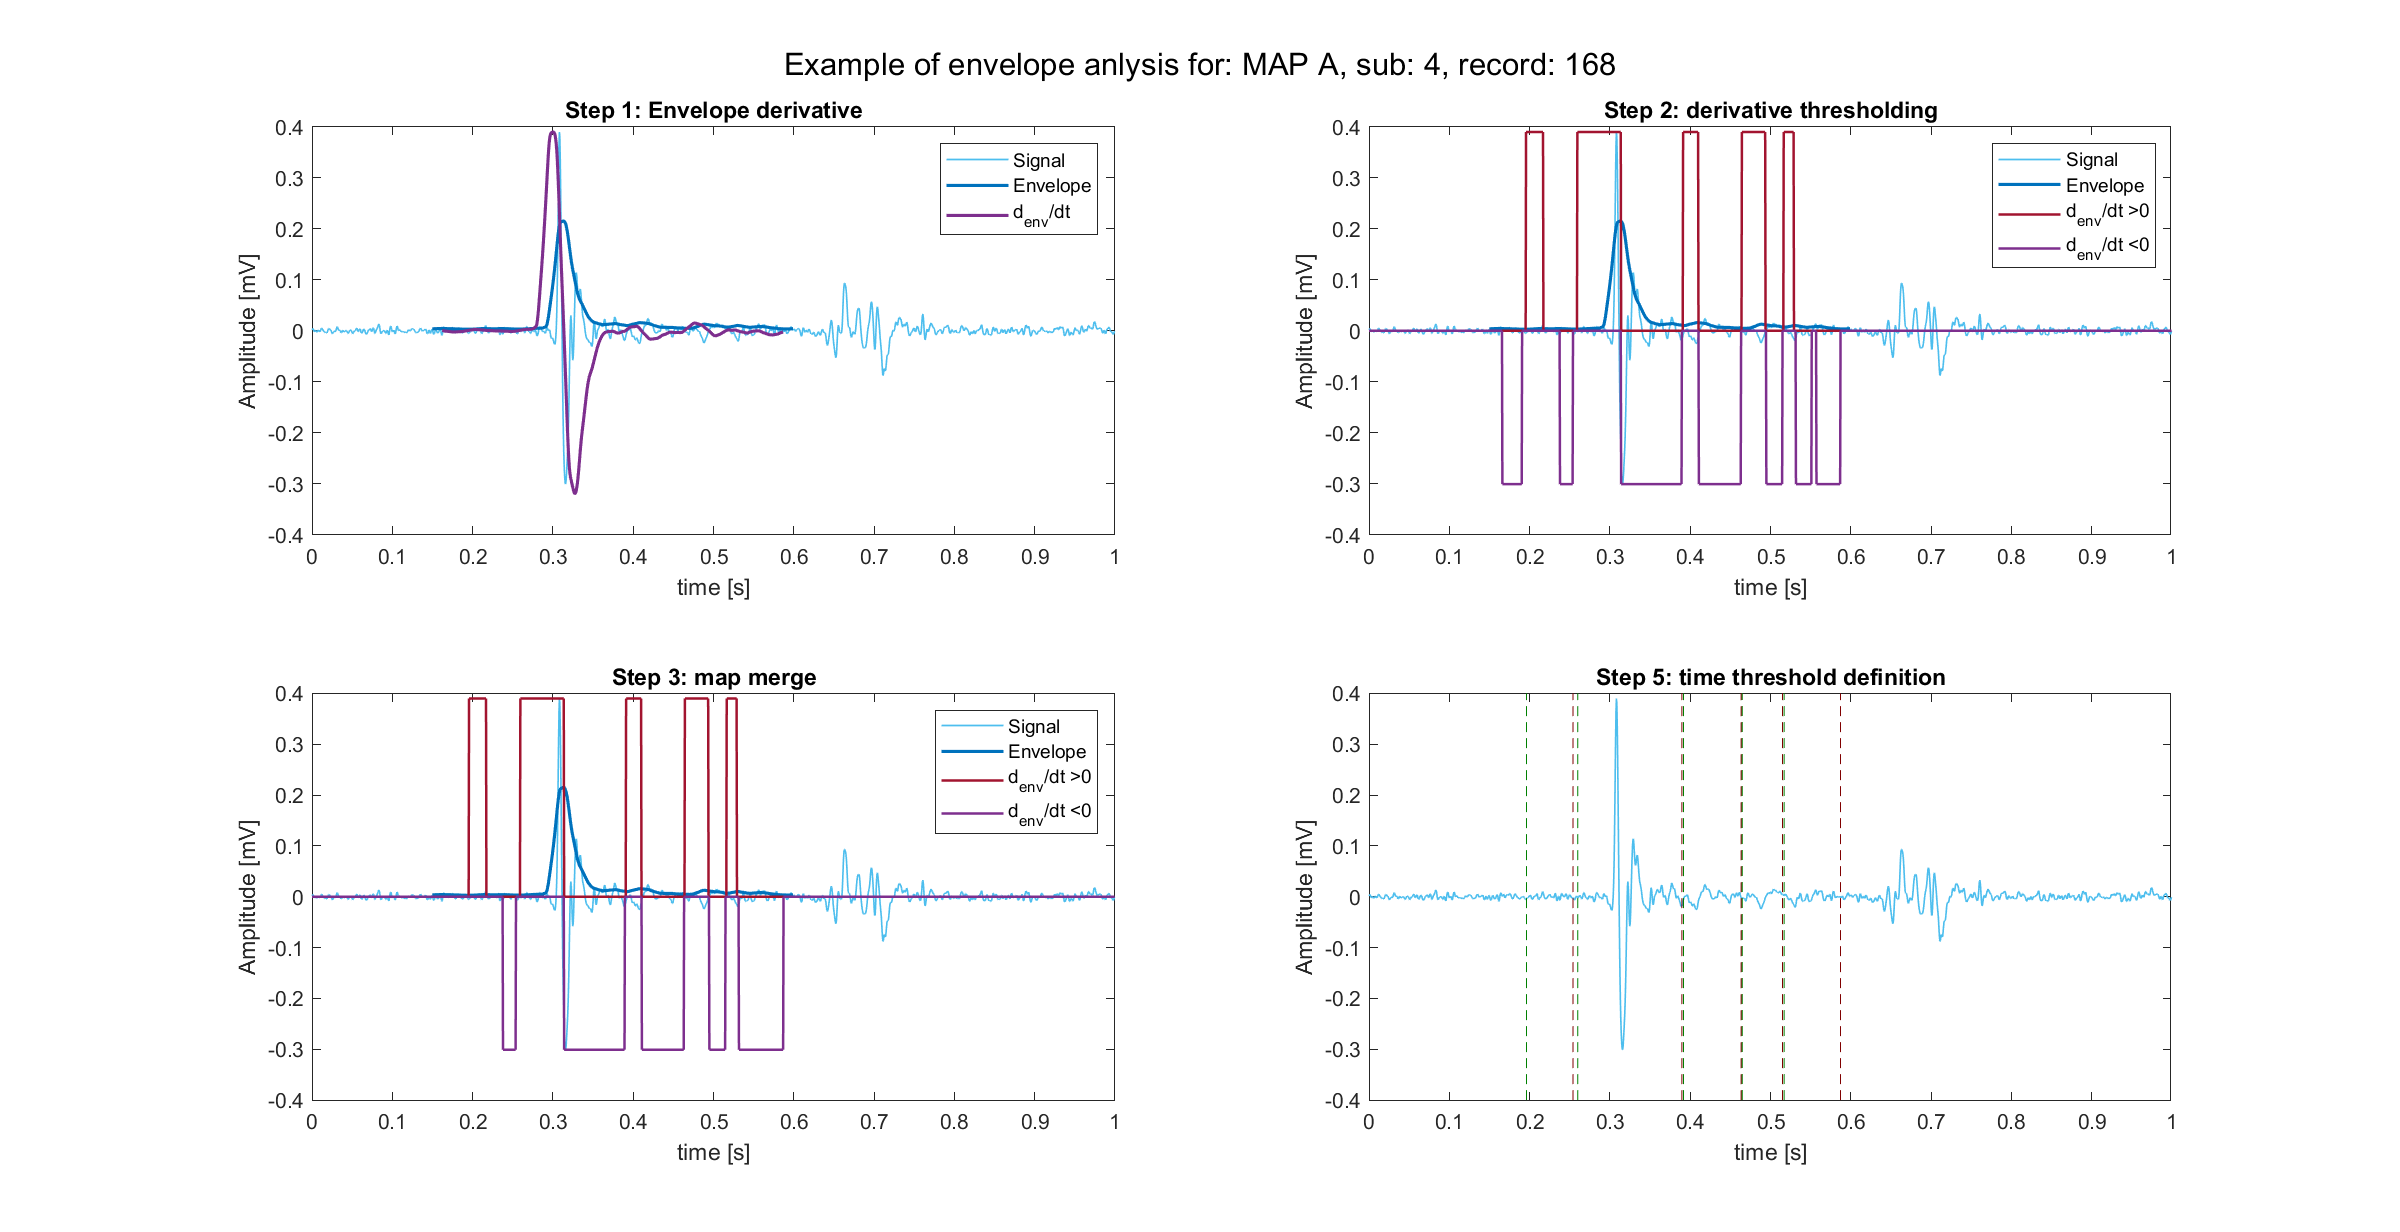 Example of envelope anlysis for: MAP A, sub: 4, record: 168
Step 1: Envelope derivative
0.4
0.3
0.2
0.1
0
-0.1
-0.2
-0.3
-0.4
Amplitude [mV]
0 0.1 0.2 0.3 0.4 0.5 0.6 0.7 0.8 0.9 1
time [s]
Signal
Envelope
d_env/dt
Step 2: derivative thresholding
0.4
0.3
0.2
0.1
0
-0.1
-0.2
-0.3
-0.4
Amplitude [mV]
0 0.1 0.2 0.3 0.4 0.5 0.6 0.7 0.8 0.9 1
time [s]
Signal
Envelope
d_env/dt >0
d_env/dt <0
Step 3: map merge
0.4
0.3
0.2
0.1
0
-0.1
-0.2
-0.3
-0.4
Amplitude [mV]
0 0.1 0.2 0.3 0.4 0.5 0.6 0.7 0.8 0.9 1
time [s]
Signal
Envelope
d_env/dt >0
d_env/dt <0
Step 5: time threshold definition
0.4
0.3
0.2
0.1
0
-0.1
-0.2
-0.3
-0.4
Amplitude [mV]
0 0.1 0.2 0.3 0.4 0.5 0.6 0.7 0.8 0.9 1
time [s]